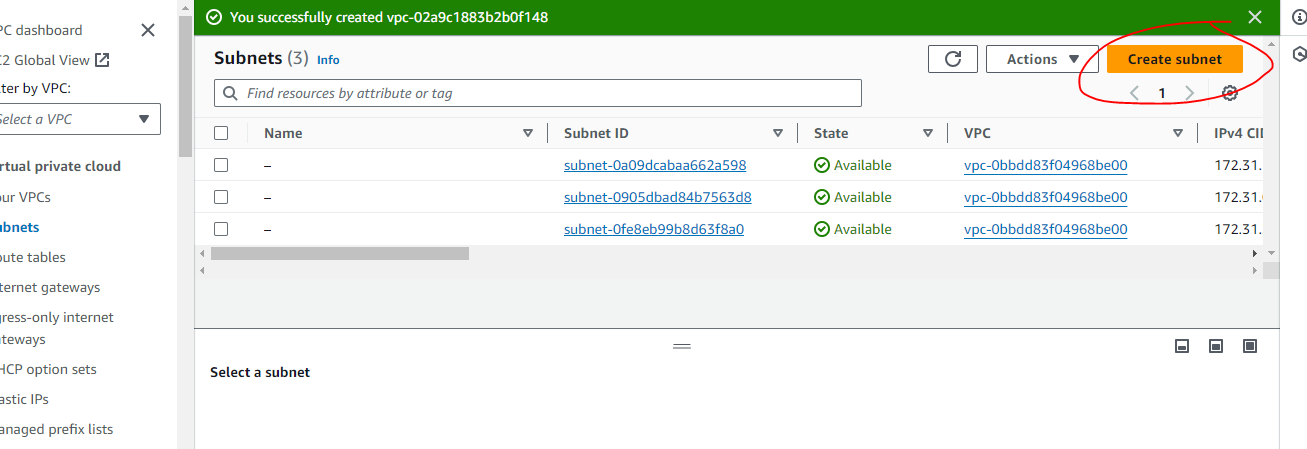 You successfully created vpc-02a9c1883b2b0f148
PC dashboard
C2 Global View
ter by VPC:
Select a VPC
rtual private cloud
our VPCs
ubnets
oute tables
ternet gateways
gress-only internet
ateways
HCP option sets
astic IPs
anaged prefix lists
Subnets (3) Info
Actions
Create subnet
Find resources by attribute or tag
1
Name Subnet ID State VPC IPv4 CID
– subnet-0a09dcabaa662a598 Available vpc-0bbdd83f04968be00 172.31.
– subnet-0905dbad84b7563d8 Available vpc-0bbdd83f04968be00 172.31.
– subnet-0fe8eb99b8d63f8a0 Available vpc-0bbdd83f04968be00 172.31.
Select a subnet